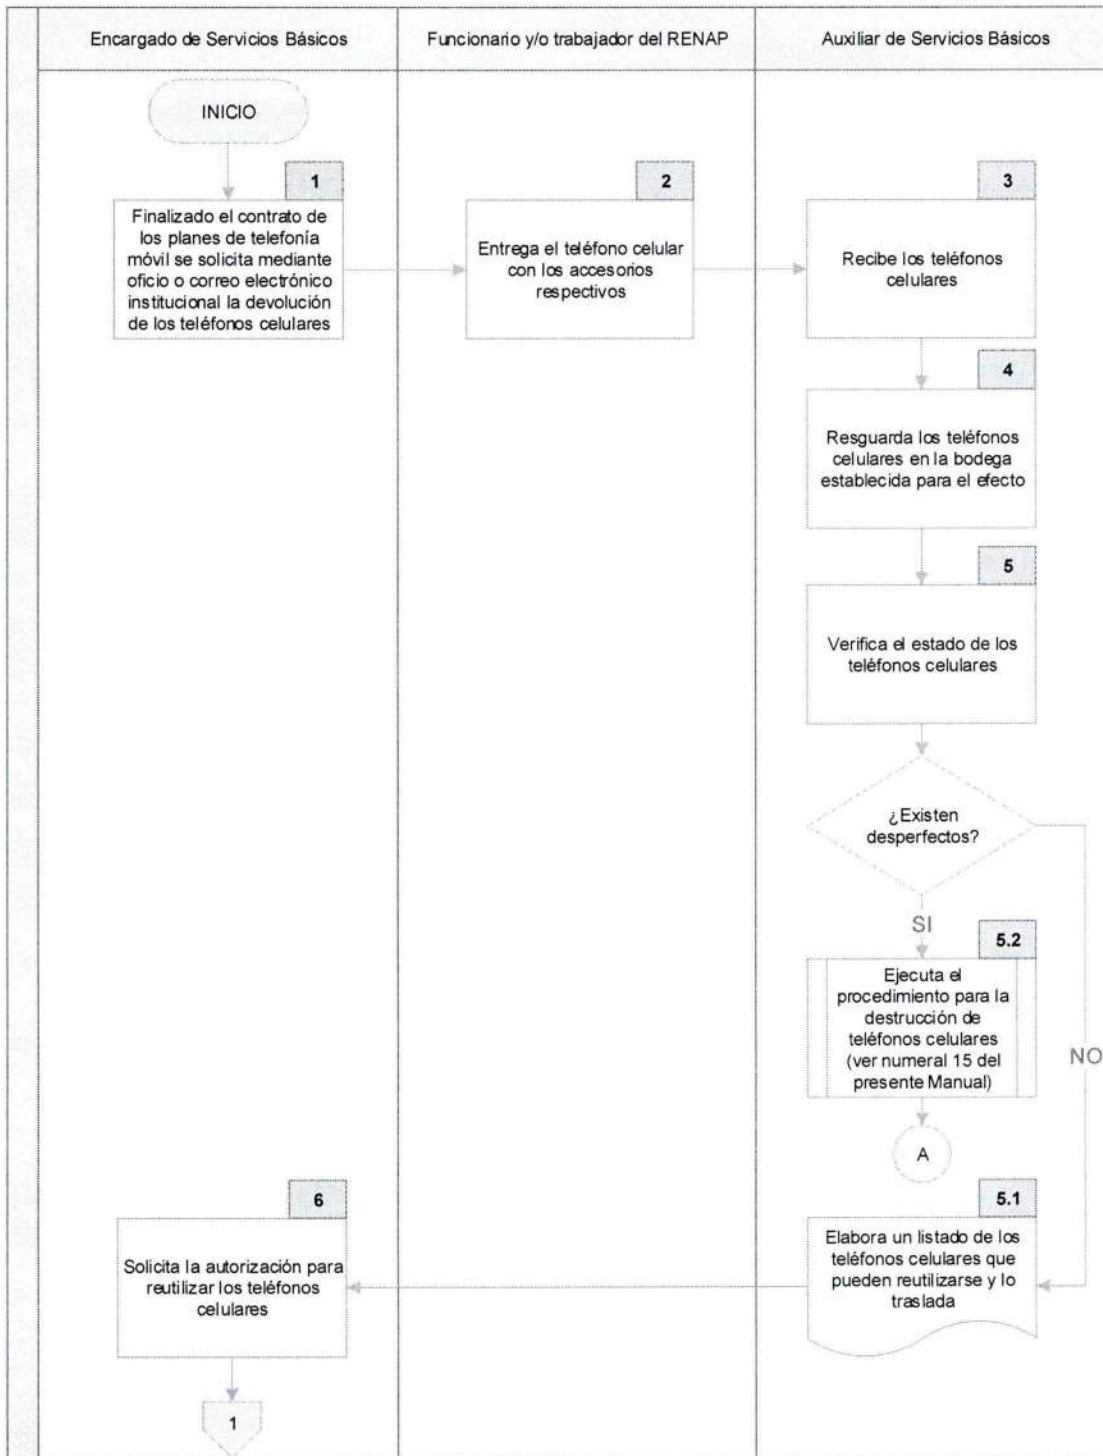 Encargado de Servicios Básicos
Funcionario y/o trabajador del RENAP
Auxiliar de Servicios Básicos
INICIO
1
Finalizado el contrato de
los planes de telefonía
móvil se solicita mediante
oficio o correo electrónico
institucional la devolución
de los teléfonos celulares
2
Entrega el teléfono celular
con los accesorios
respectivos
3
Recibe los teléfonos
celulares
4
Resguarda los teléfonos
celulares en la bodega
establecida para el efecto
5
Verifica el estado de los
teléfonos celulares
¿Existen
desperfectos?
SI
NO
5.2
Ejecuta el
procedimiento para la
destrucción de
teléfonos celulares
(ver numeral 15 del
presente Manual)
A
5.1
Elabora un listado de los
teléfonos celulares que
pueden reutilizarse y lo
traslada
6
Solicita la autorización para
reutilizar los teléfonos
celulares
1